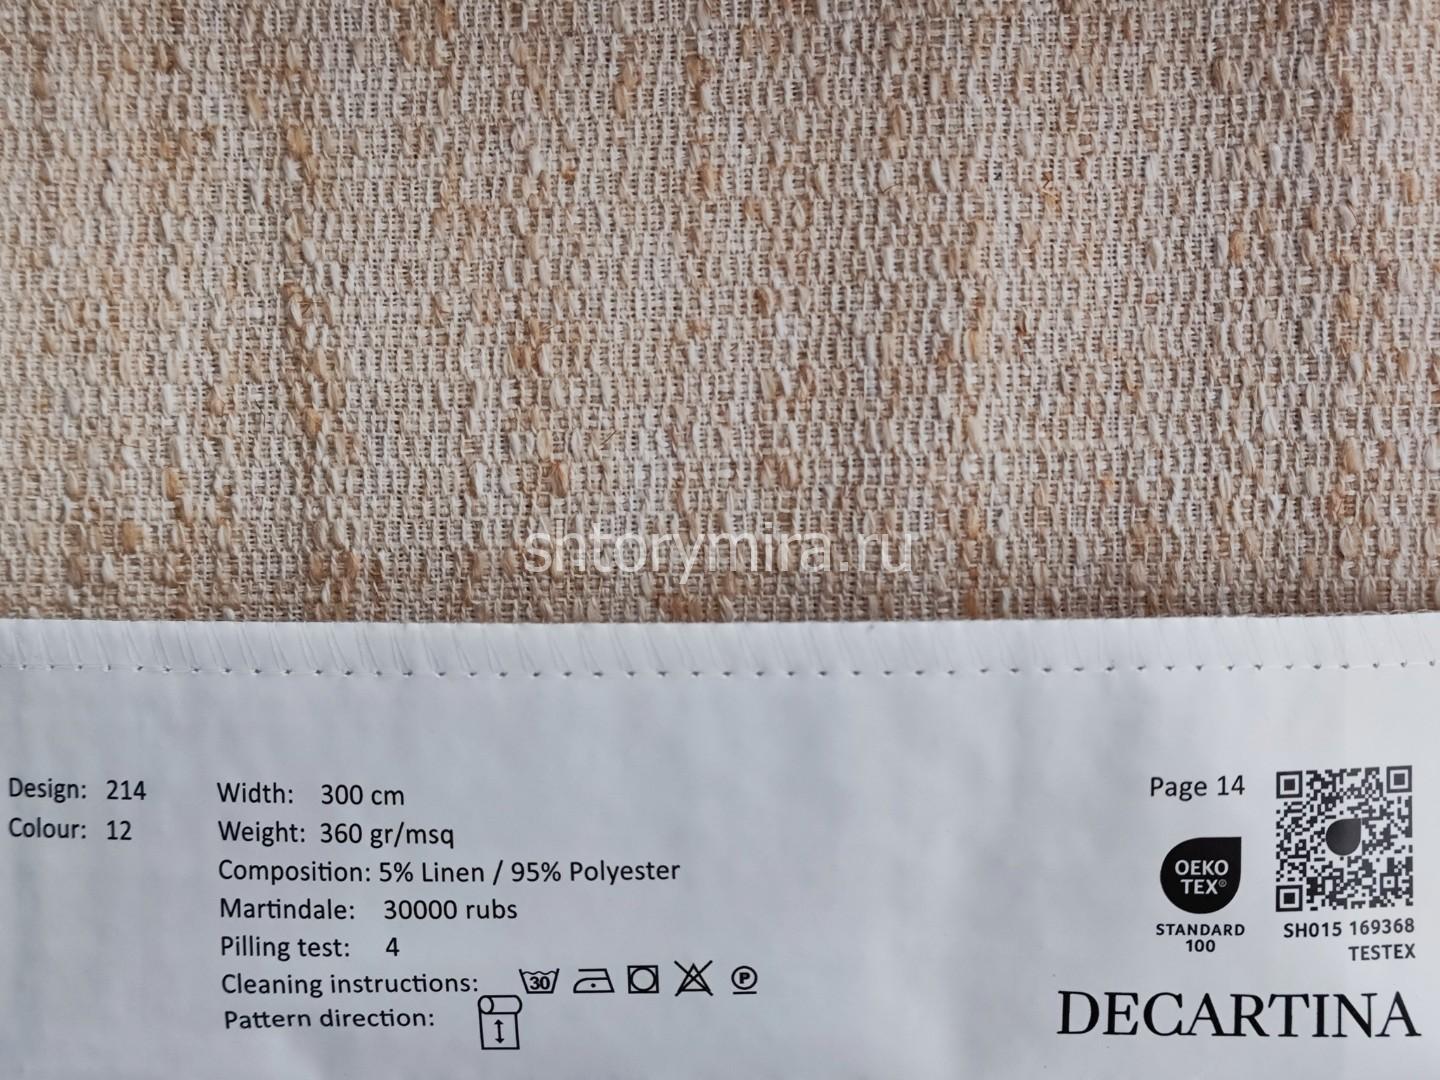 shtorymira.ru
Design: 214
Colour: 12
Width: 300 cm
Weight: 360 gr/msq
Composition: 5% Linen / 95% Polyester
Martindale: 30000 rubs
Pilling test: 4
Cleaning instructions: 30 P
Pattern direction:
Page 14
OEKO
TEX®
STANDARD
100
SH015 169368
TESTEX
DECARTINA